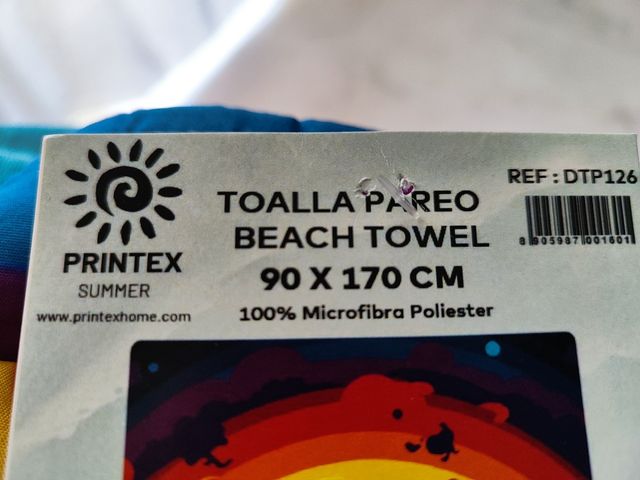 PRINTEX
SUMMER
www.printexhome.com
TOALLA PAREO
BEACH TOWEL
90 X 170 CM
100% Microfibra Poliester
REF : DTP126
8 905987 001601